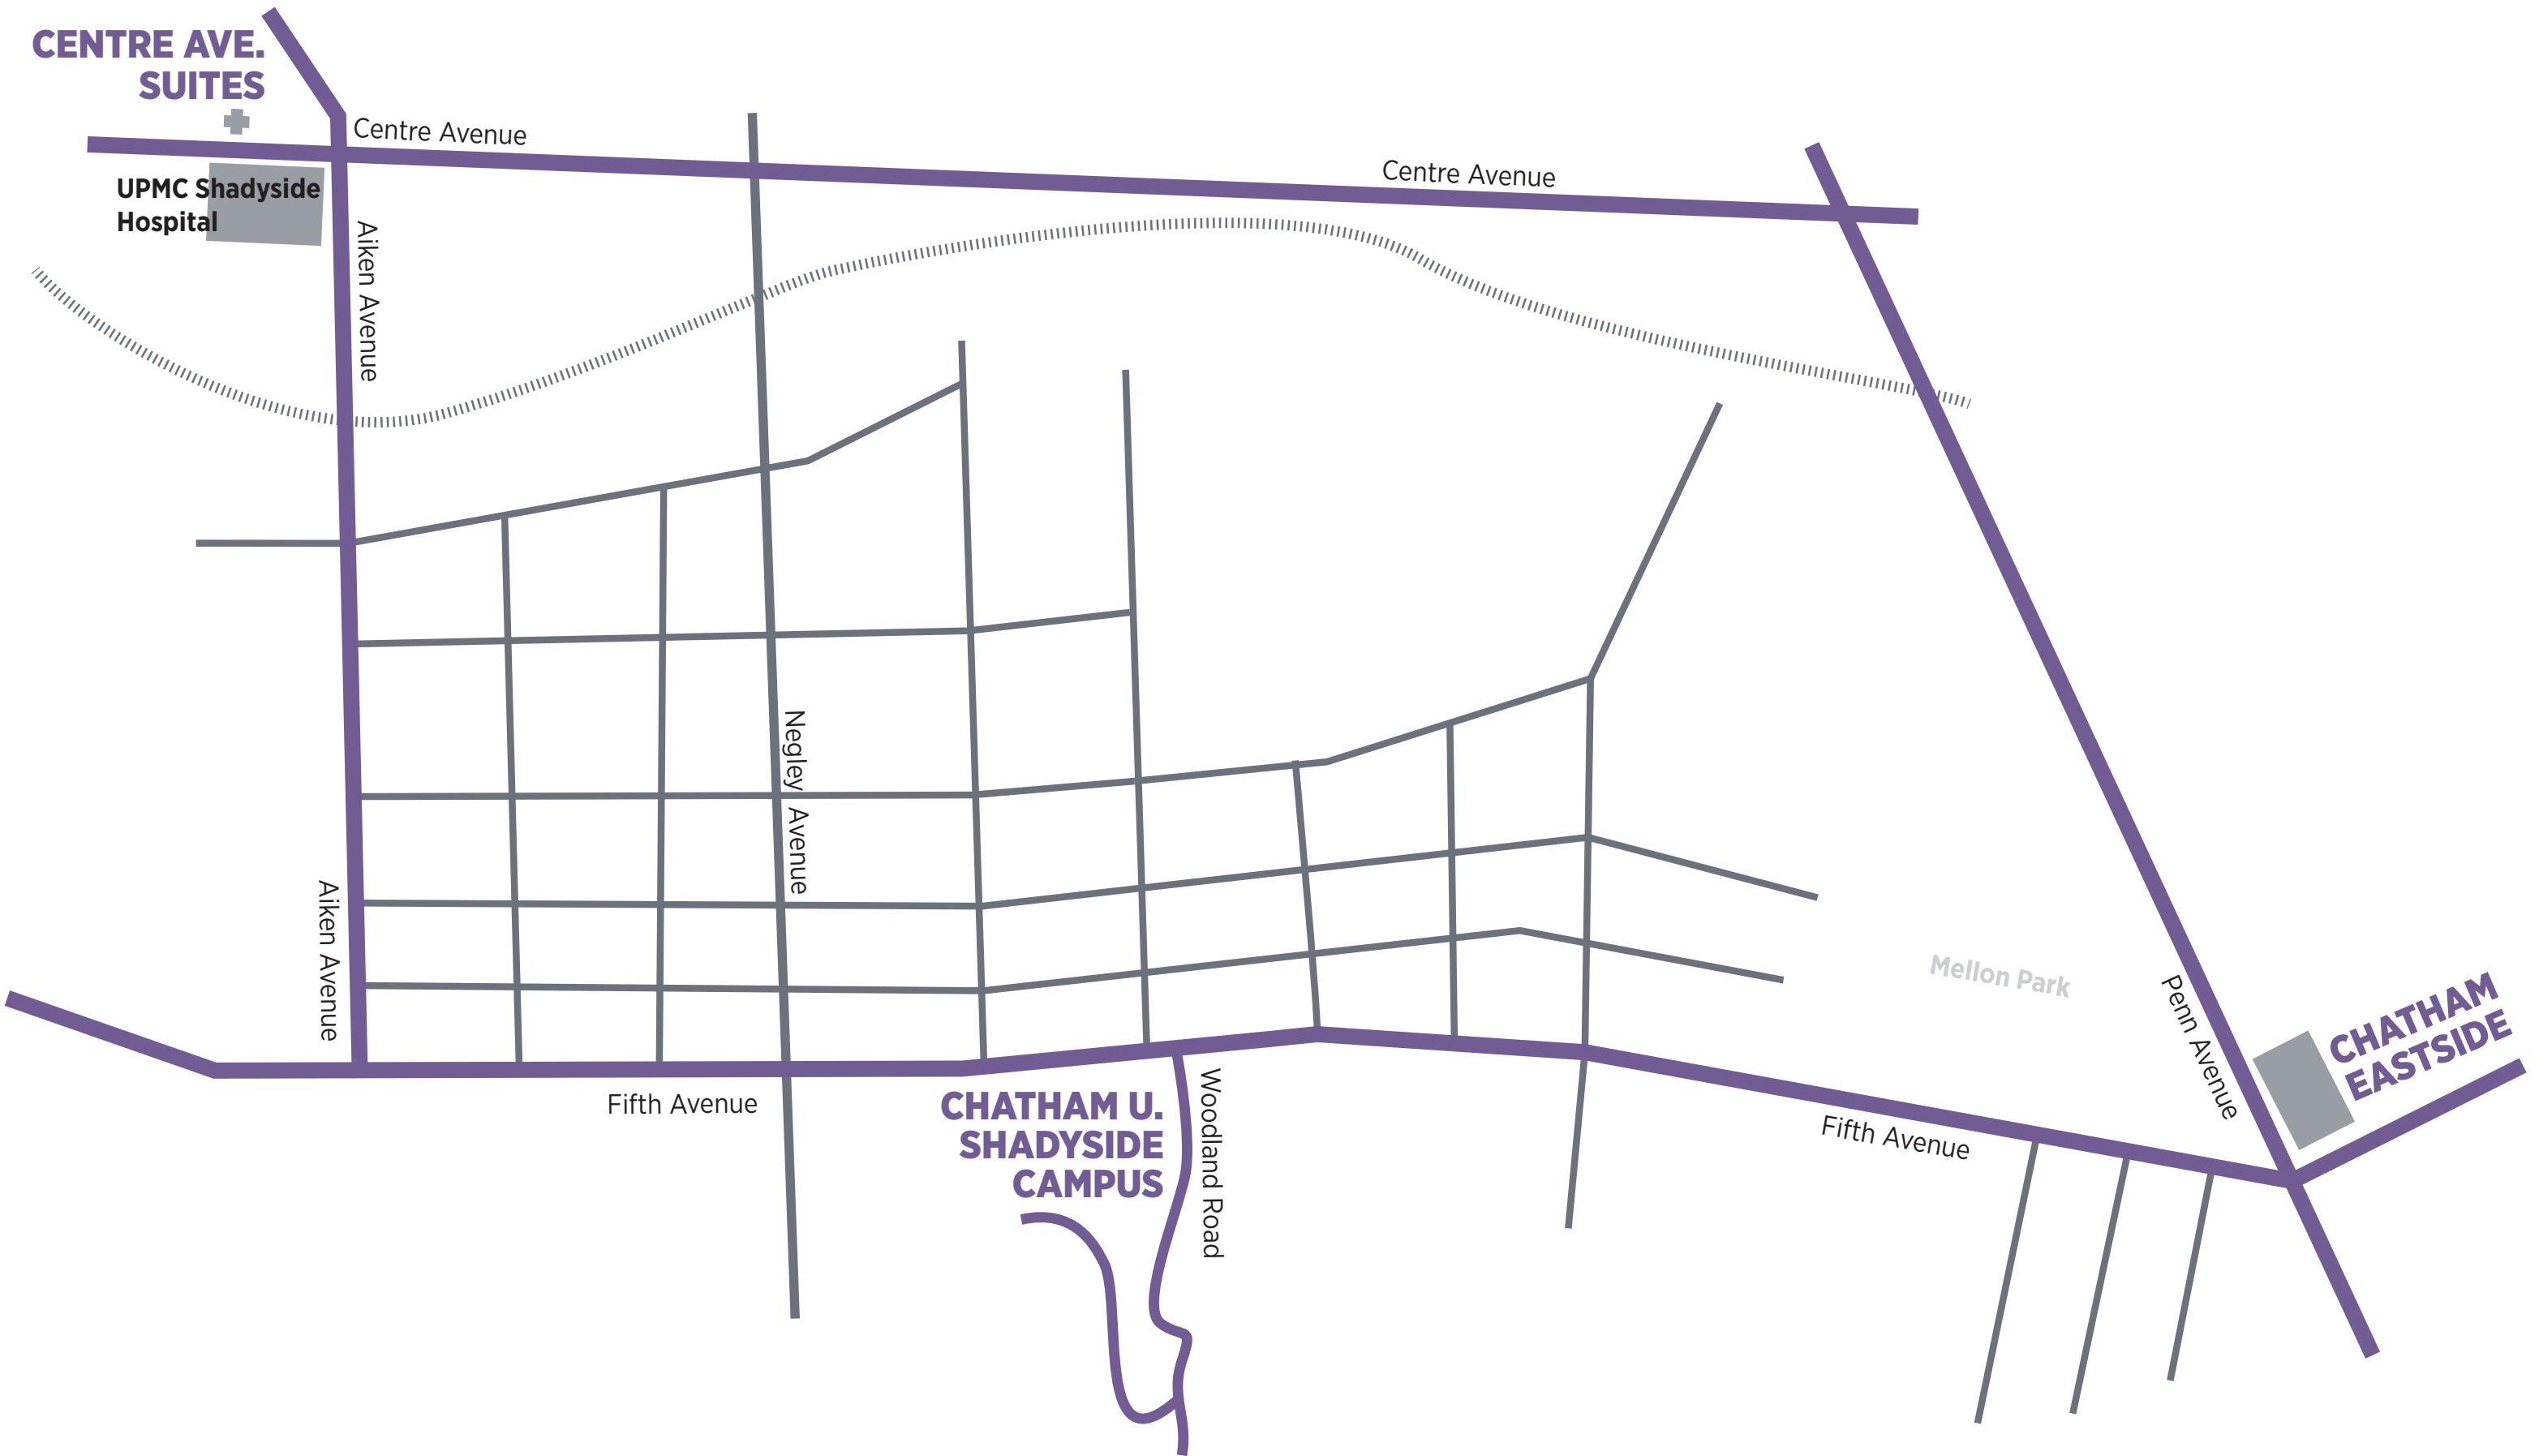 CENTRE AVE.
SUITES
Centre Avenue
Centre Avenue
UPMC Shadyside
Hospital
Aiken Avenue
Negley Avenue
Aiken Avenue
Mellon Park
Penn Avenue
CHATHAM
EASTSIDE
Fifth Avenue
CHATHAM U.
SHADYSIDE
CAMPUS
Woodland Road
Fifth Avenue